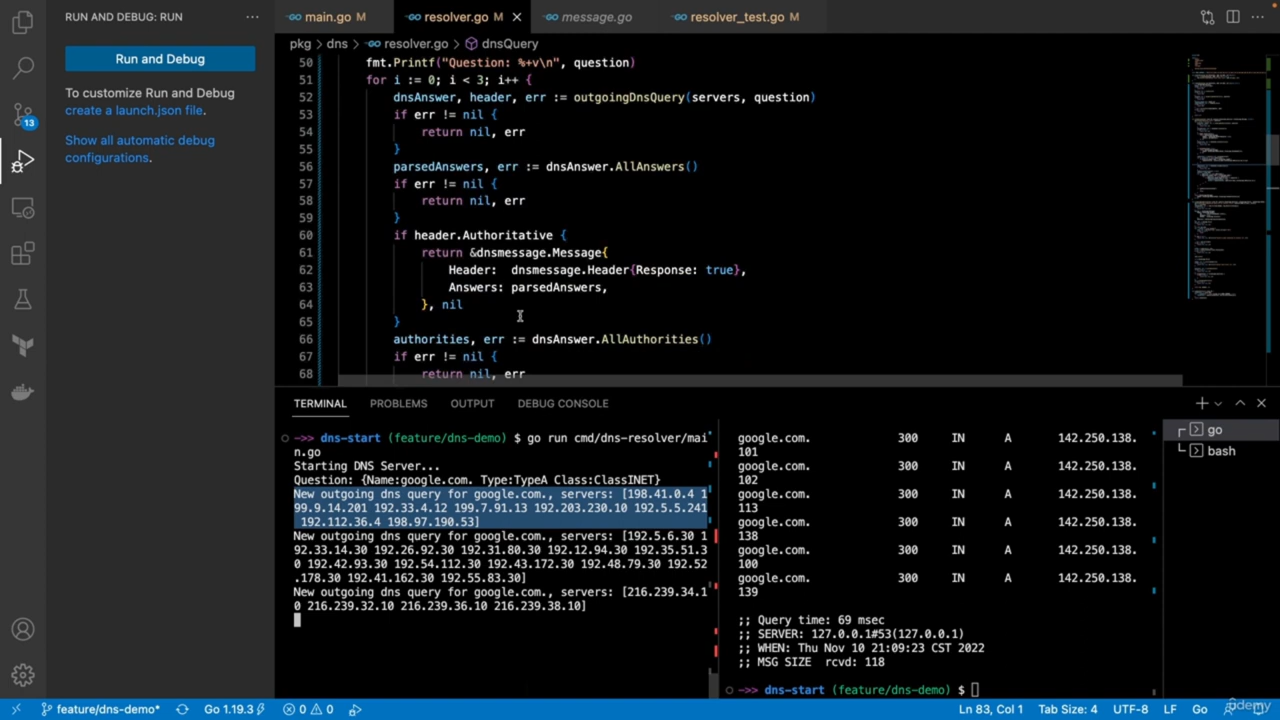 RUN AND DEBUG: RUN
main.go M
resolver.go M
message.go
resolver_test.go M
pkg > dns > resolver.go > dnsQuery
Run and Debug
To customize Run and Debug
create a launch.json file.
Show all automatic debug
configurations.
13
50 fmt.Printf("Question: %+v\n", question)
51 for i := 0; i < 3; i++ {
52 dnsAnswer, header, err := outgoingDnsQuery(servers, question)
53 if err != nil {
54 return nil, err
55 }
56 parsedAnswers, err := dnsAnswer.AllAnswers()
57 if err != nil {
58 return nil, err
59 }
60 if header.Authoritative {
61 return &dnsmessage.Message{
62 Header: dnsmessage.Header{Response: true},
63 Answers: parsedAnswers,
64 }, nil
65 }
66 authorities, err := dnsAnswer.AllAuthorities()
67 if err != nil {
68 return nil, err
TERMINAL PROBLEMS OUTPUT DEBUG CONSOLE
->> dns-start (feature/dns-demo) $ go run cmd/dns-resolver/mai
n.go
Starting DNS Server...
Question: {Name:google.com. Type:TypeA Class:ClassINET}
New outgoing dns query for google.com., servers: [198.41.0.4 1
99.9.14.201 192.33.4.12 199.7.91.13 192.203.230.10 192.5.5.241
192.112.36.4 198.97.190.53]
New outgoing dns query for google.com., servers: [192.5.6.30 1
92.33.14.30 192.26.92.30 192.31.80.30 192.12.94.30 192.35.51.3
0 192.42.93.30 192.54.112.30 192.43.172.30 192.48.79.30 192.52
.178.30 192.41.162.30 192.55.83.30]
New outgoing dns query for google.com., servers: [216.239.34.1
0 216.239.32.10 216.239.36.10 216.239.38.10]
google.com. 300 IN A 142.250.138.
101
google.com. 300 IN A 142.250.138.
102
google.com. 300 IN A 142.250.138.
113
google.com. 300 IN A 142.250.138.
138
google.com. 300 IN A 142.250.138.
100
google.com. 300 IN A 142.250.138.
139
;; Query time: 69 msec
;; SERVER: 127.0.0.1#53(127.0.0.1)
;; WHEN: Thu Nov 10 21:09:23 CST 2022
;; MSG SIZE rcvd: 118
->> dns-start (feature/dns-demo) $
go
bash
feature/dns-demo* Go 1.19.3 0 0 Ln 83, Col 1 Tab Size: 4 UTF-8 LF Go
udemy